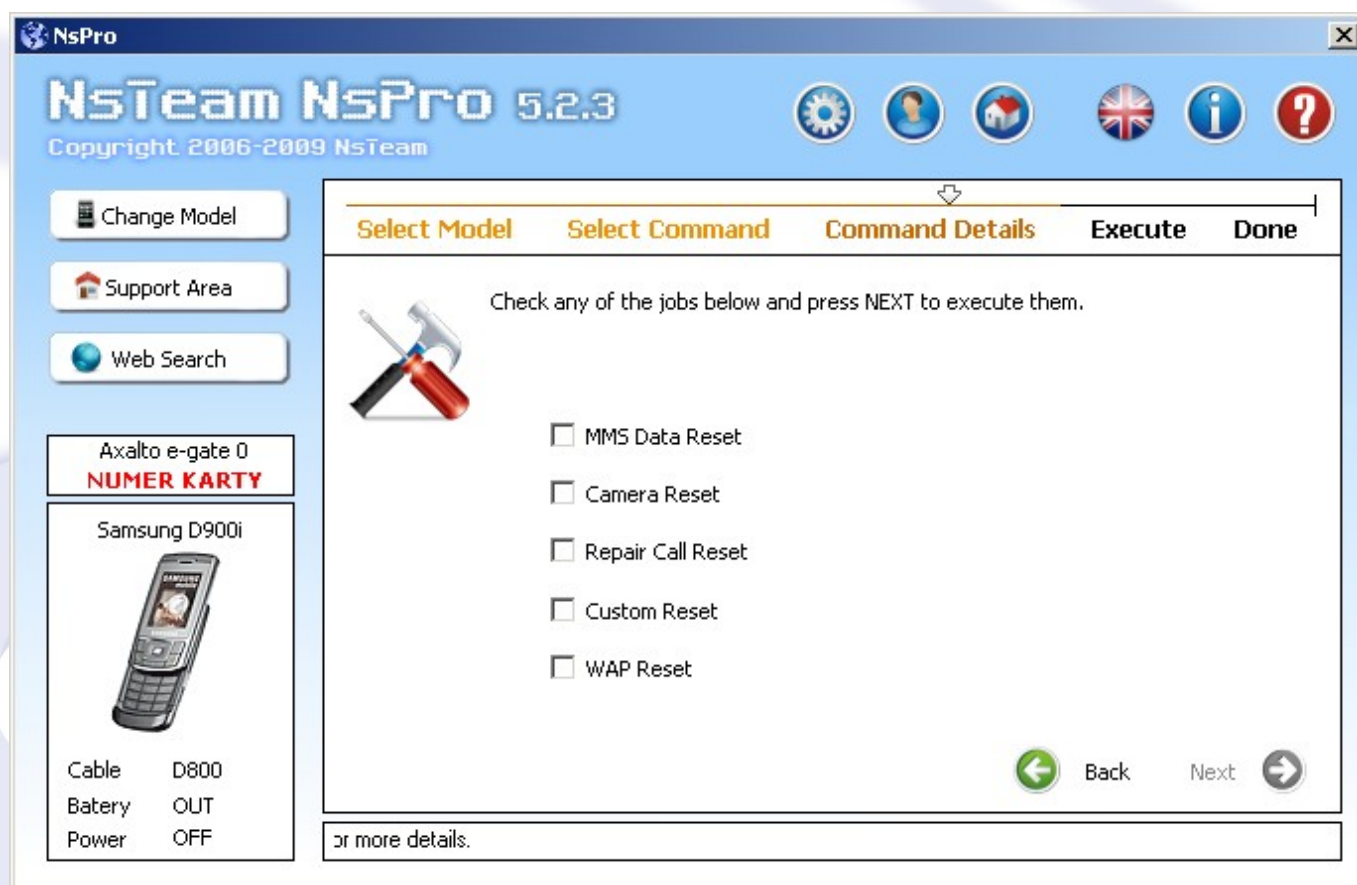 NsPro
NsTeam NsPro 5.2.3
Copyright 2006-2009 NsTeam
Change Model
Support Area
Web Search
Axalto e-gate 0
NUMER KARTY
Samsung D900i
Cable D800
Batery OUT
Power OFF
Select Model Select Command Command Details Execute Done
Check any of the jobs below and press NEXT to execute them.
MMS Data Reset
Camera Reset
Repair Call Reset
Custom Reset
WAP Reset
Back Next
or more details.